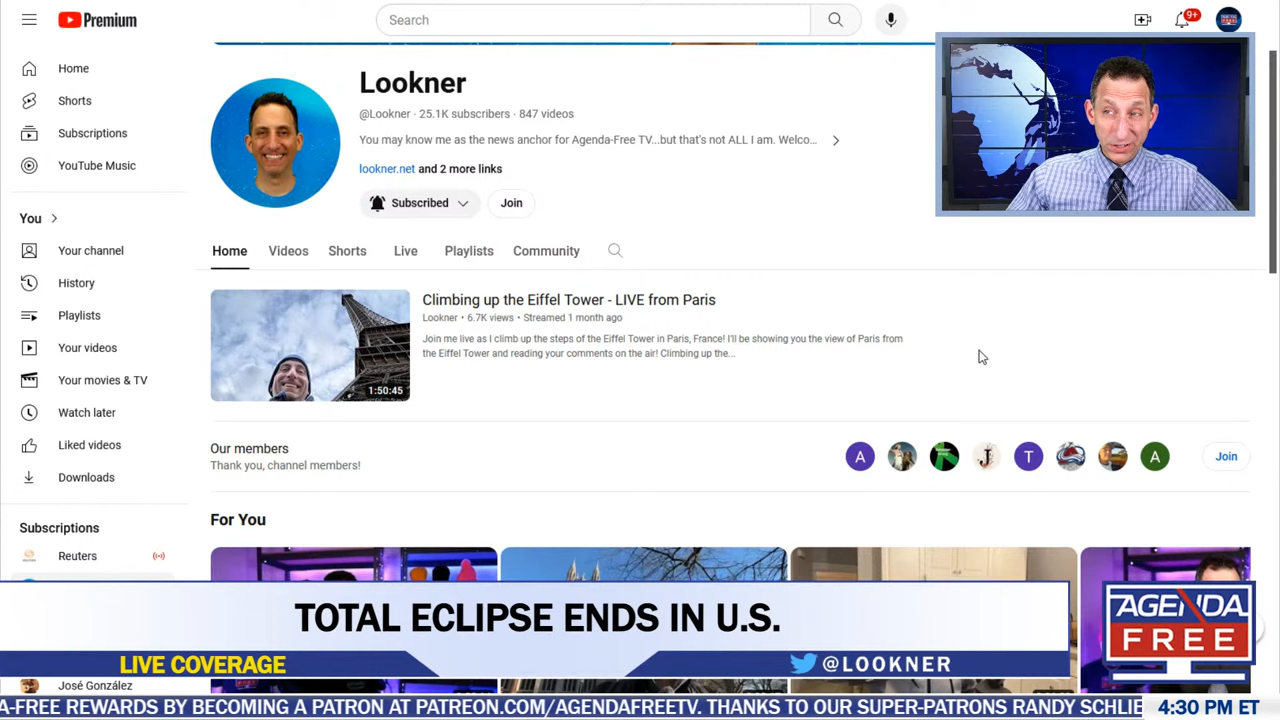 Premium
Search
9+
Home
Shorts
Subscriptions
YouTube Music
You
Your channel
History
Playlists
Your videos
Your movies & TV
Watch later
Liked videos
Downloads
Subscriptions
Reuters
José González
Lookner
@Lookner · 25.1K subscribers · 847 videos
You may know me as the news anchor for Agenda-Free TV...but that's not ALL I am. Welco...
lookner.net and 2 more links
Subscribed
Join
Home Videos Shorts Live Playlists Community
1:50:45
Climbing up the Eiffel Tower - LIVE from Paris
Lookner • 6.7K views • Streamed 1 month ago
Join me live as I climb up the steps of the Eiffel Tower in Paris, France! I'll be showing you the view of Paris from
the Eiffel Tower and reading your comments on the air! Climbing up the...
Our members
Thank you, channel members!
A
J
T
A
Join
For You
TOTAL ECLIPSE ENDS IN U.S.
LIVE COVERAGE
@LOOKNER
AGENDA
FREE
A-FREE REWARDS BY BECOMING A PATRON AT PATREON.COM/AGENDAFREETV. THANKS TO OUR SUPER-PATRONS RANDY SCHLIE
4:30 PM ET